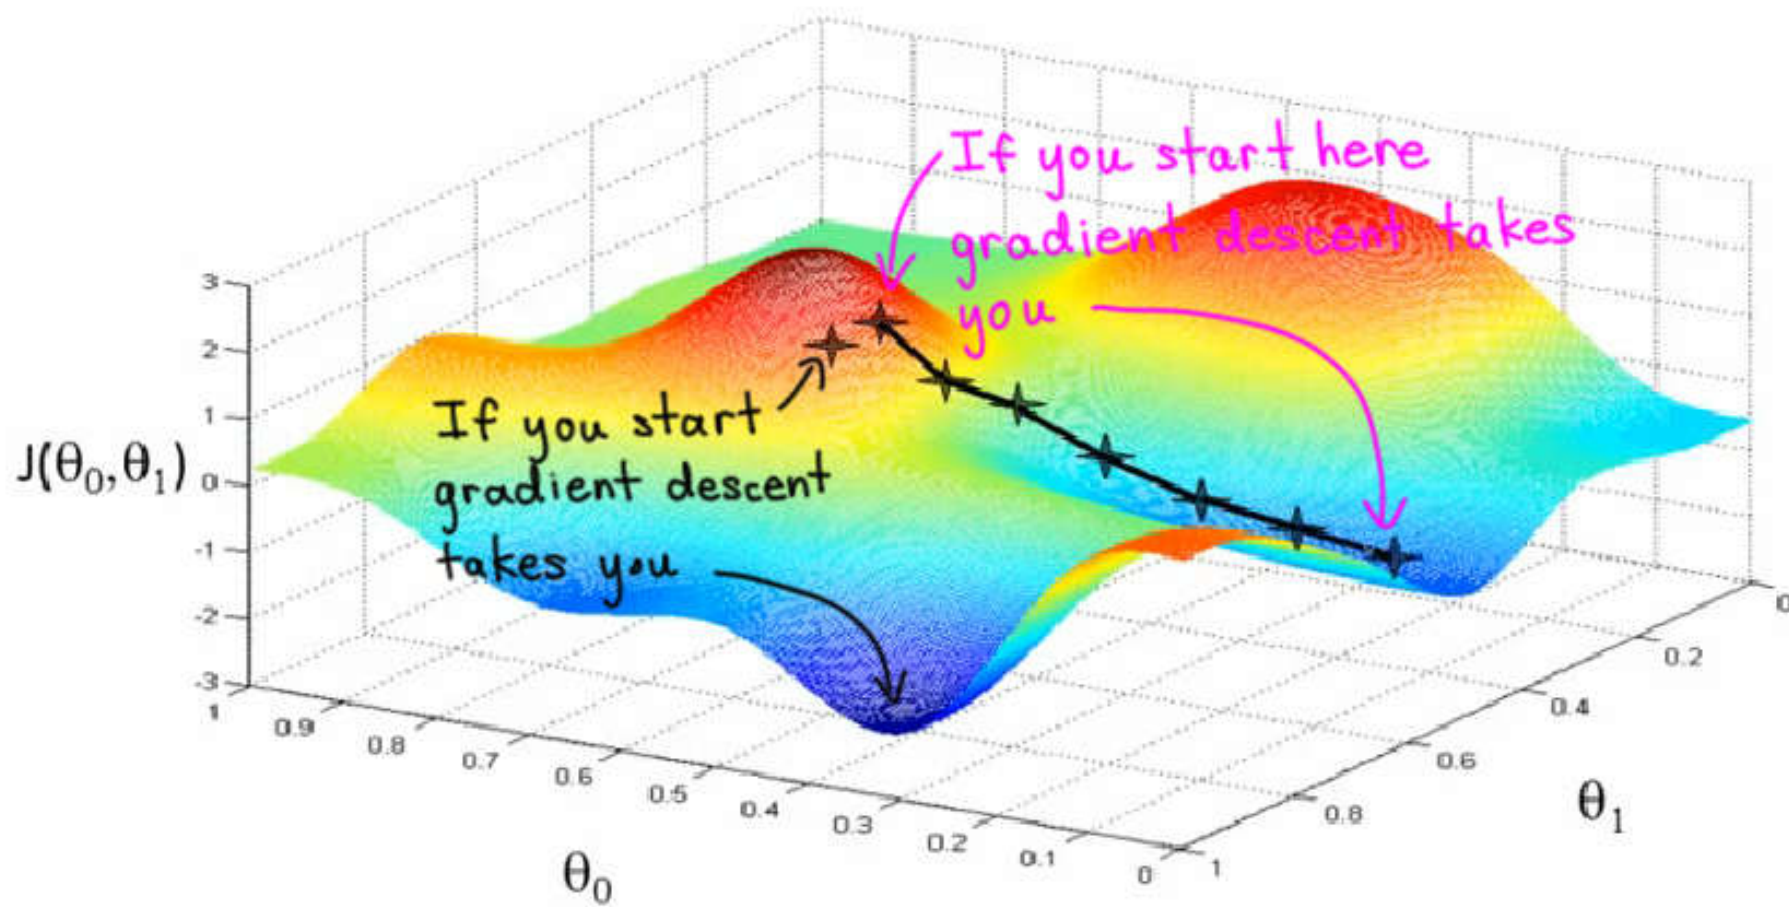 If you start here
gradient descent takes
you
If you start
gradient descent
takes you
J(θ₀,θ₁)
3
2
1
0
-1
-2
-3
1
0.9
0.8
0.7
0.6
0.5
0.4
0.3
0.2
0.1
0
θ₀
0
0.2
0.4
0.6
0.8
1
θ₁